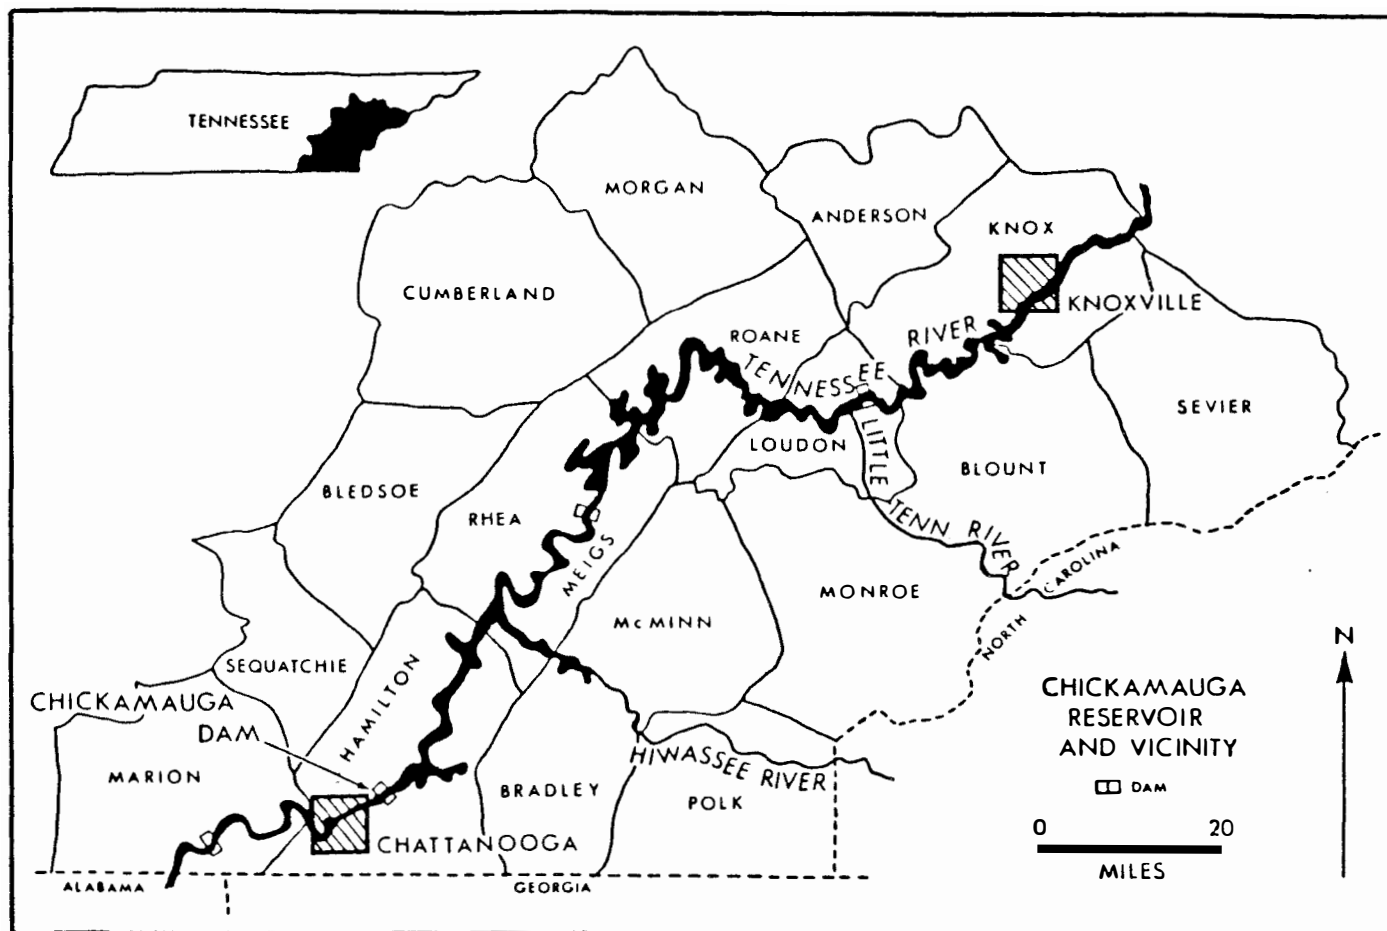 TENNESSEE
MORGAN
ANDERSON
KNOX
CUMBERLAND
KNOXVILLE
ROANE
TENNESSEE RIVER
SEVIER
LOUDON
LITTLE TENN RIVER
BLOUNT
BLEDSOE
RHEA
MEIGS
MONROE
McMINN
NORTH CAROLINA
SEQUATCHIE
HAMILTON
CHICKAMAUGA
DAM
MARION
BRADLEY
HIWASSEE RIVER
POLK
CHATTANOOGA
ALABAMA
GEORGIA
N
CHICKAMAUGA
RESERVOIR
AND VICINITY
DAM
0 20
MILES